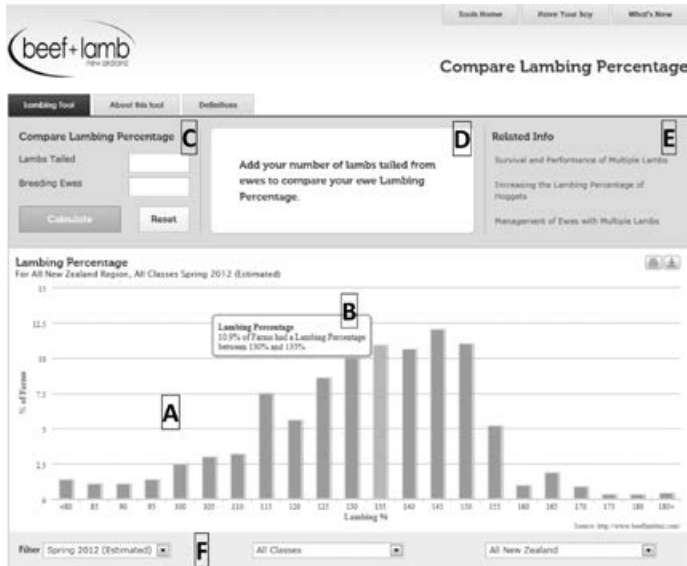 Tools Home Have Your Say What's New
beef+lamb
new zealand
Compare Lambing Percentage
Lambing Tool About this tool Definitions
Compare Lambing Percentage C
Lambs Tailed
Breeding Ewes
Calculate Reset
D
Add your number of lambs tailed from
ewes to compare your ewe Lambing
Percentage.
Related Info E
Survival and Performance of Multiple Lambs
Increasing the Lambing Percentage of
Hoggets
Management of Ewes with Multiple Lambs
Lambing Percentage
For All New Zealand Region, All Classes Spring 2012 (Estimated)
15
12.5
10
7.5
5
2.5
0
% of Farms
B
Lambing Percentage
10.9% of Farms had a Lambing Percentage
between 130% and 135%
A
<80 85 90 95 100 105 110 115 120 125 130 135 140 145 150 155 160 165 170 175 180 180+
Lambing %
Source: http://www.beeflambnz.com/
Filter Spring 2012 (Estimated) F All Classes All New Zealand